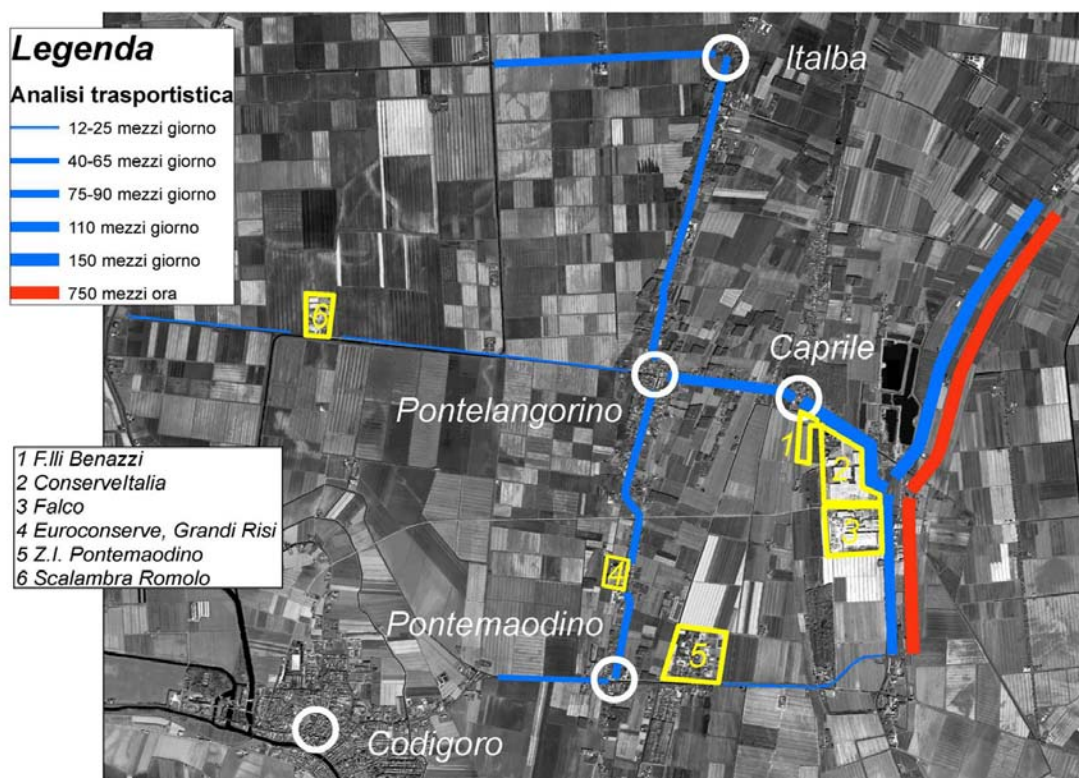 Legenda
Analisi trasportistica
12-25 mezzi giorno
40-65 mezzi giorno
75-90 mezzi giorno
110 mezzi giorno
150 mezzi giorno
750 mezzi ora
Italba
6
Caprile
Pontelangorino
1
2
3
1 F.lli Benazzi
2 ConserveItalia
3 Falco
4 Euroconserve, Grandi Risi
5 Z.I. Pontemaodino
6 Scalambra Romolo
4
Pontemaodino
5
Codigoro